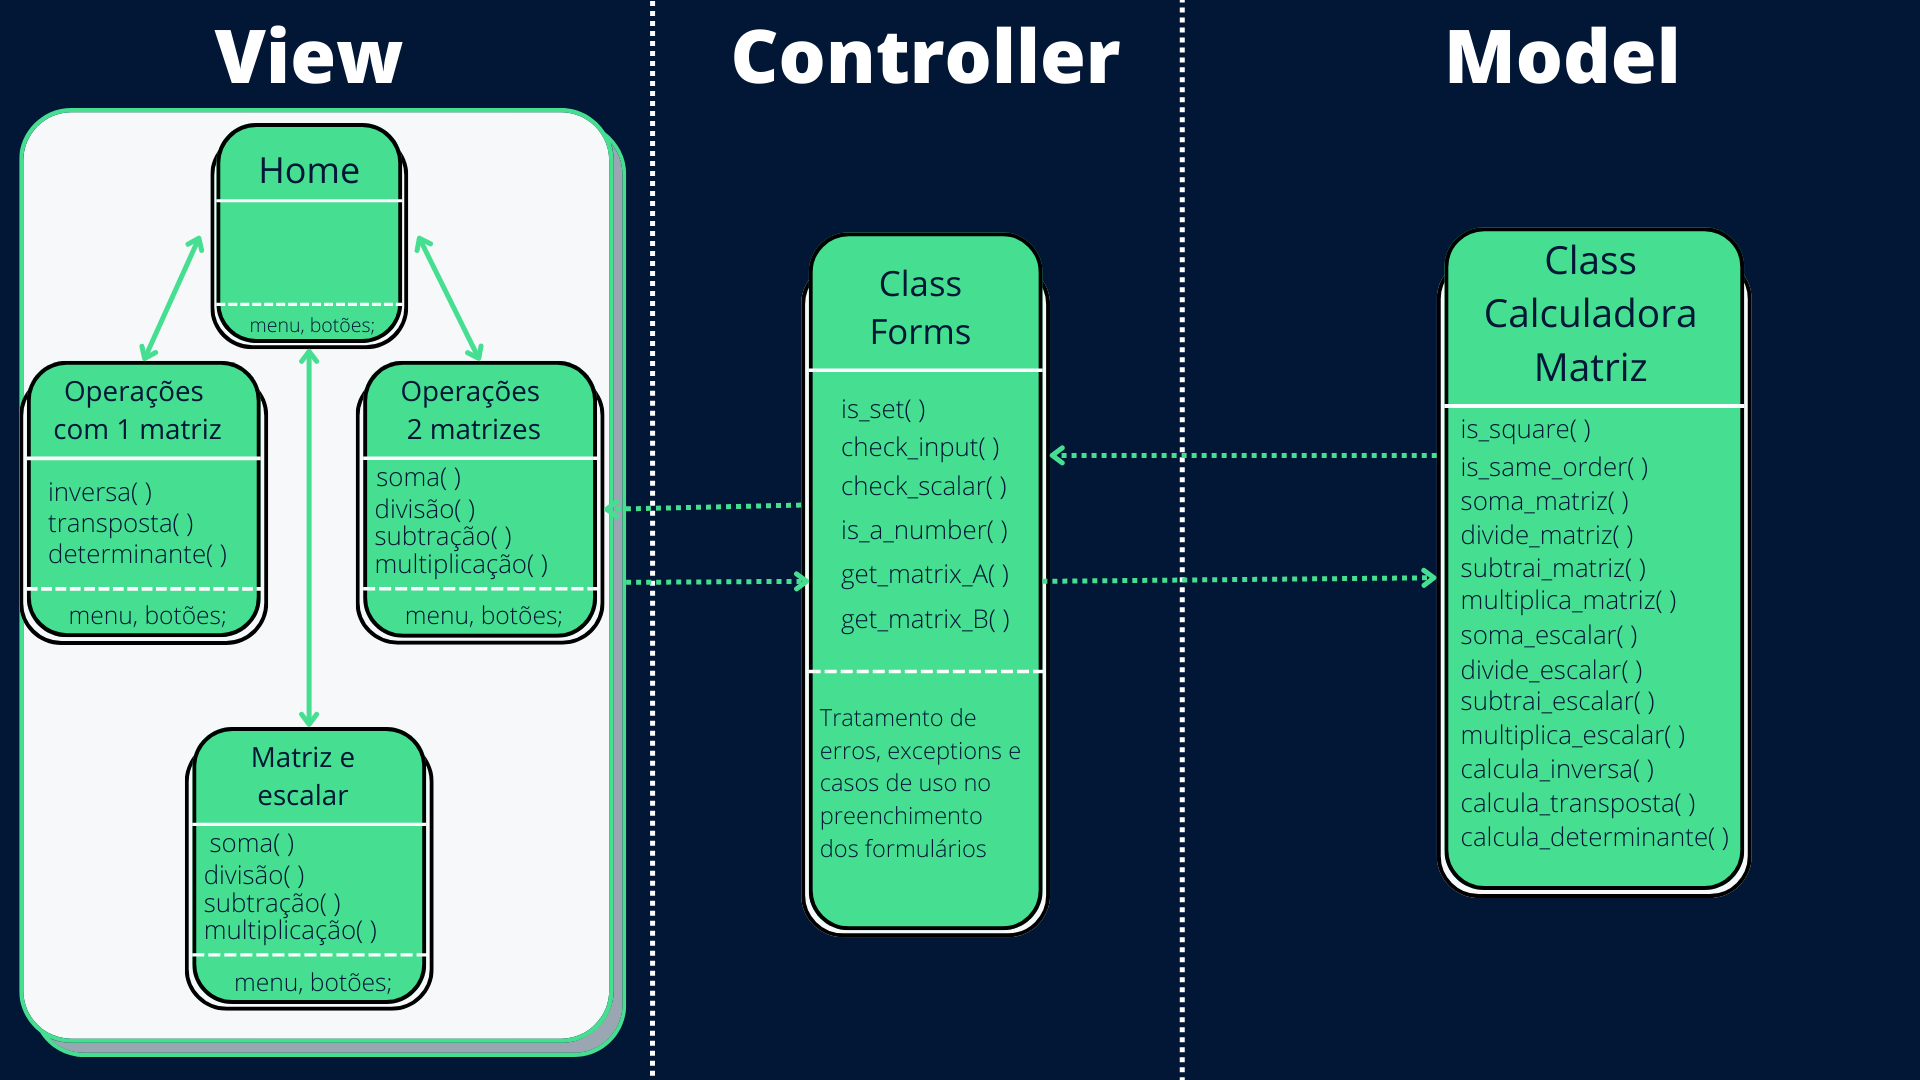 View
Controller
Model
Home
menu, botões;
Operações
com 1 matriz
inversa( )
transposta( )
determinante( )
menu, botões;
Operações
2 matrizes
soma( )
divisão( )
subtração( )
multiplicação( )
menu, botões;
Matriz e
escalar
soma( )
divisão( )
subtração( )
multiplicação( )
menu, botões;
Class
Forms
is_set( )
check_input( )
check_scalar( )
is_a_number( )
get_matrix_A( )
get_matrix_B( )
Tratamento de
erros, exceptions e
casos de uso no
preenchimento
dos formulários
Class
Calculadora
Matriz
is_square( )
is_same_order( )
soma_matriz( )
divide_matriz( )
subtrai_matriz( )
multiplica_matriz( )
soma_escalar( )
divide_escalar( )
subtrai_escalar( )
multiplica_escalar( )
calcula_inversa( )
calcula_transposta( )
calcula_determinante( )